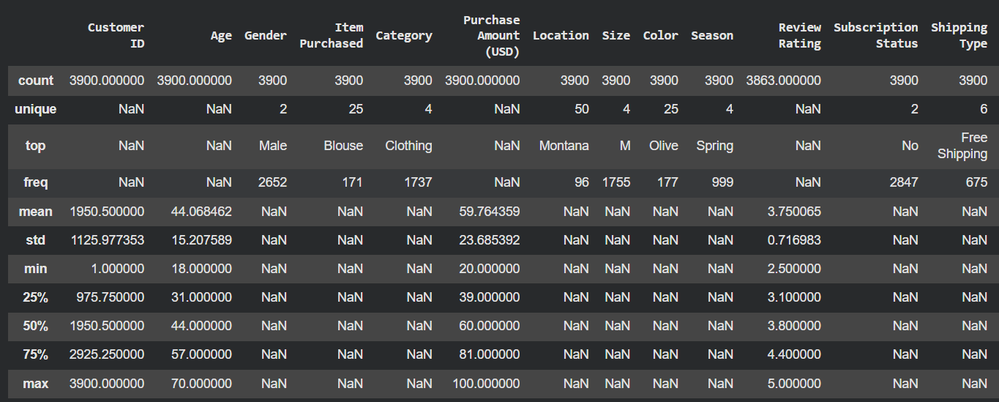 Customer ID Age Gender Item Purchased Category Purchase Amount (USD) Location Size Color Season Review Rating Subscription Status Shipping Type
count 3900.000000 3900.000000 3900 3900 3900 3900.000000 3900 3900 3900 3900 3863.000000 3900 3900
unique NaN NaN 2 25 4 NaN 50 4 25 4 NaN 2 6
top NaN NaN Male Blouse Clothing NaN Montana M Olive Spring NaN No Free Shipping
freq NaN NaN 2652 171 1737 NaN 96 1755 177 999 NaN 2847 675
mean 1950.500000 44.068462 NaN NaN NaN 59.764359 NaN NaN NaN NaN 3.750065 NaN NaN
std 1125.977353 15.207589 NaN NaN NaN 23.685392 NaN NaN NaN NaN 0.716983 NaN NaN
min 1.000000 18.000000 NaN NaN NaN 20.000000 NaN NaN NaN NaN 2.500000 NaN NaN
25% 975.750000 31.000000 NaN NaN NaN 39.000000 NaN NaN NaN NaN 3.100000 NaN NaN
50% 1950.500000 44.000000 NaN NaN NaN 60.000000 NaN NaN NaN NaN 3.800000 NaN NaN
75% 2925.250000 57.000000 NaN NaN NaN 81.000000 NaN NaN NaN NaN 4.400000 NaN NaN
max 3900.000000 70.000000 NaN NaN NaN 100.000000 NaN NaN NaN NaN 5.000000 NaN NaN